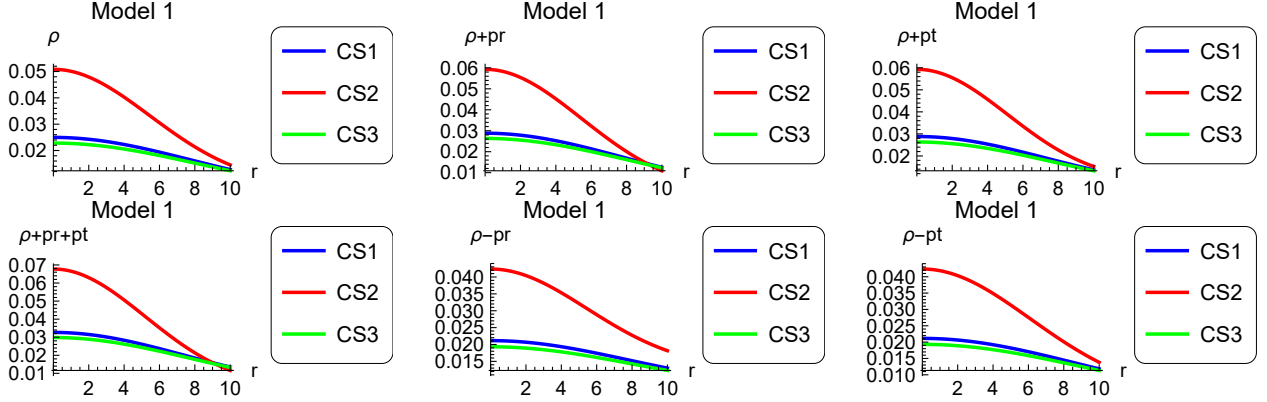 Model 1
ρ
0.05
0.04
0.03
0.02
2 4 6 8 10 r
CS1
CS2
CS3
Model 1
ρ+pr
0.06
0.05
0.04
0.03
0.02
0.01
2 4 6 8 10 r
CS1
CS2
CS3
Model 1
ρ+pt
0.06
0.05
0.04
0.03
0.02
2 4 6 8 10 r
CS1
CS2
CS3
Model 1
ρ+pr+pt
0.07
0.06
0.05
0.04
0.03
0.02
0.01
2 4 6 8 10 r
CS1
CS2
CS3
Model 1
ρ−pr
0.040
0.035
0.030
0.025
0.020
0.015
2 4 6 8 10 r
CS1
CS2
CS3
Model 1
ρ−pt
0.040
0.035
0.030
0.025
0.020
0.015
0.010
2 4 6 8 10 r
CS1
CS2
CS3